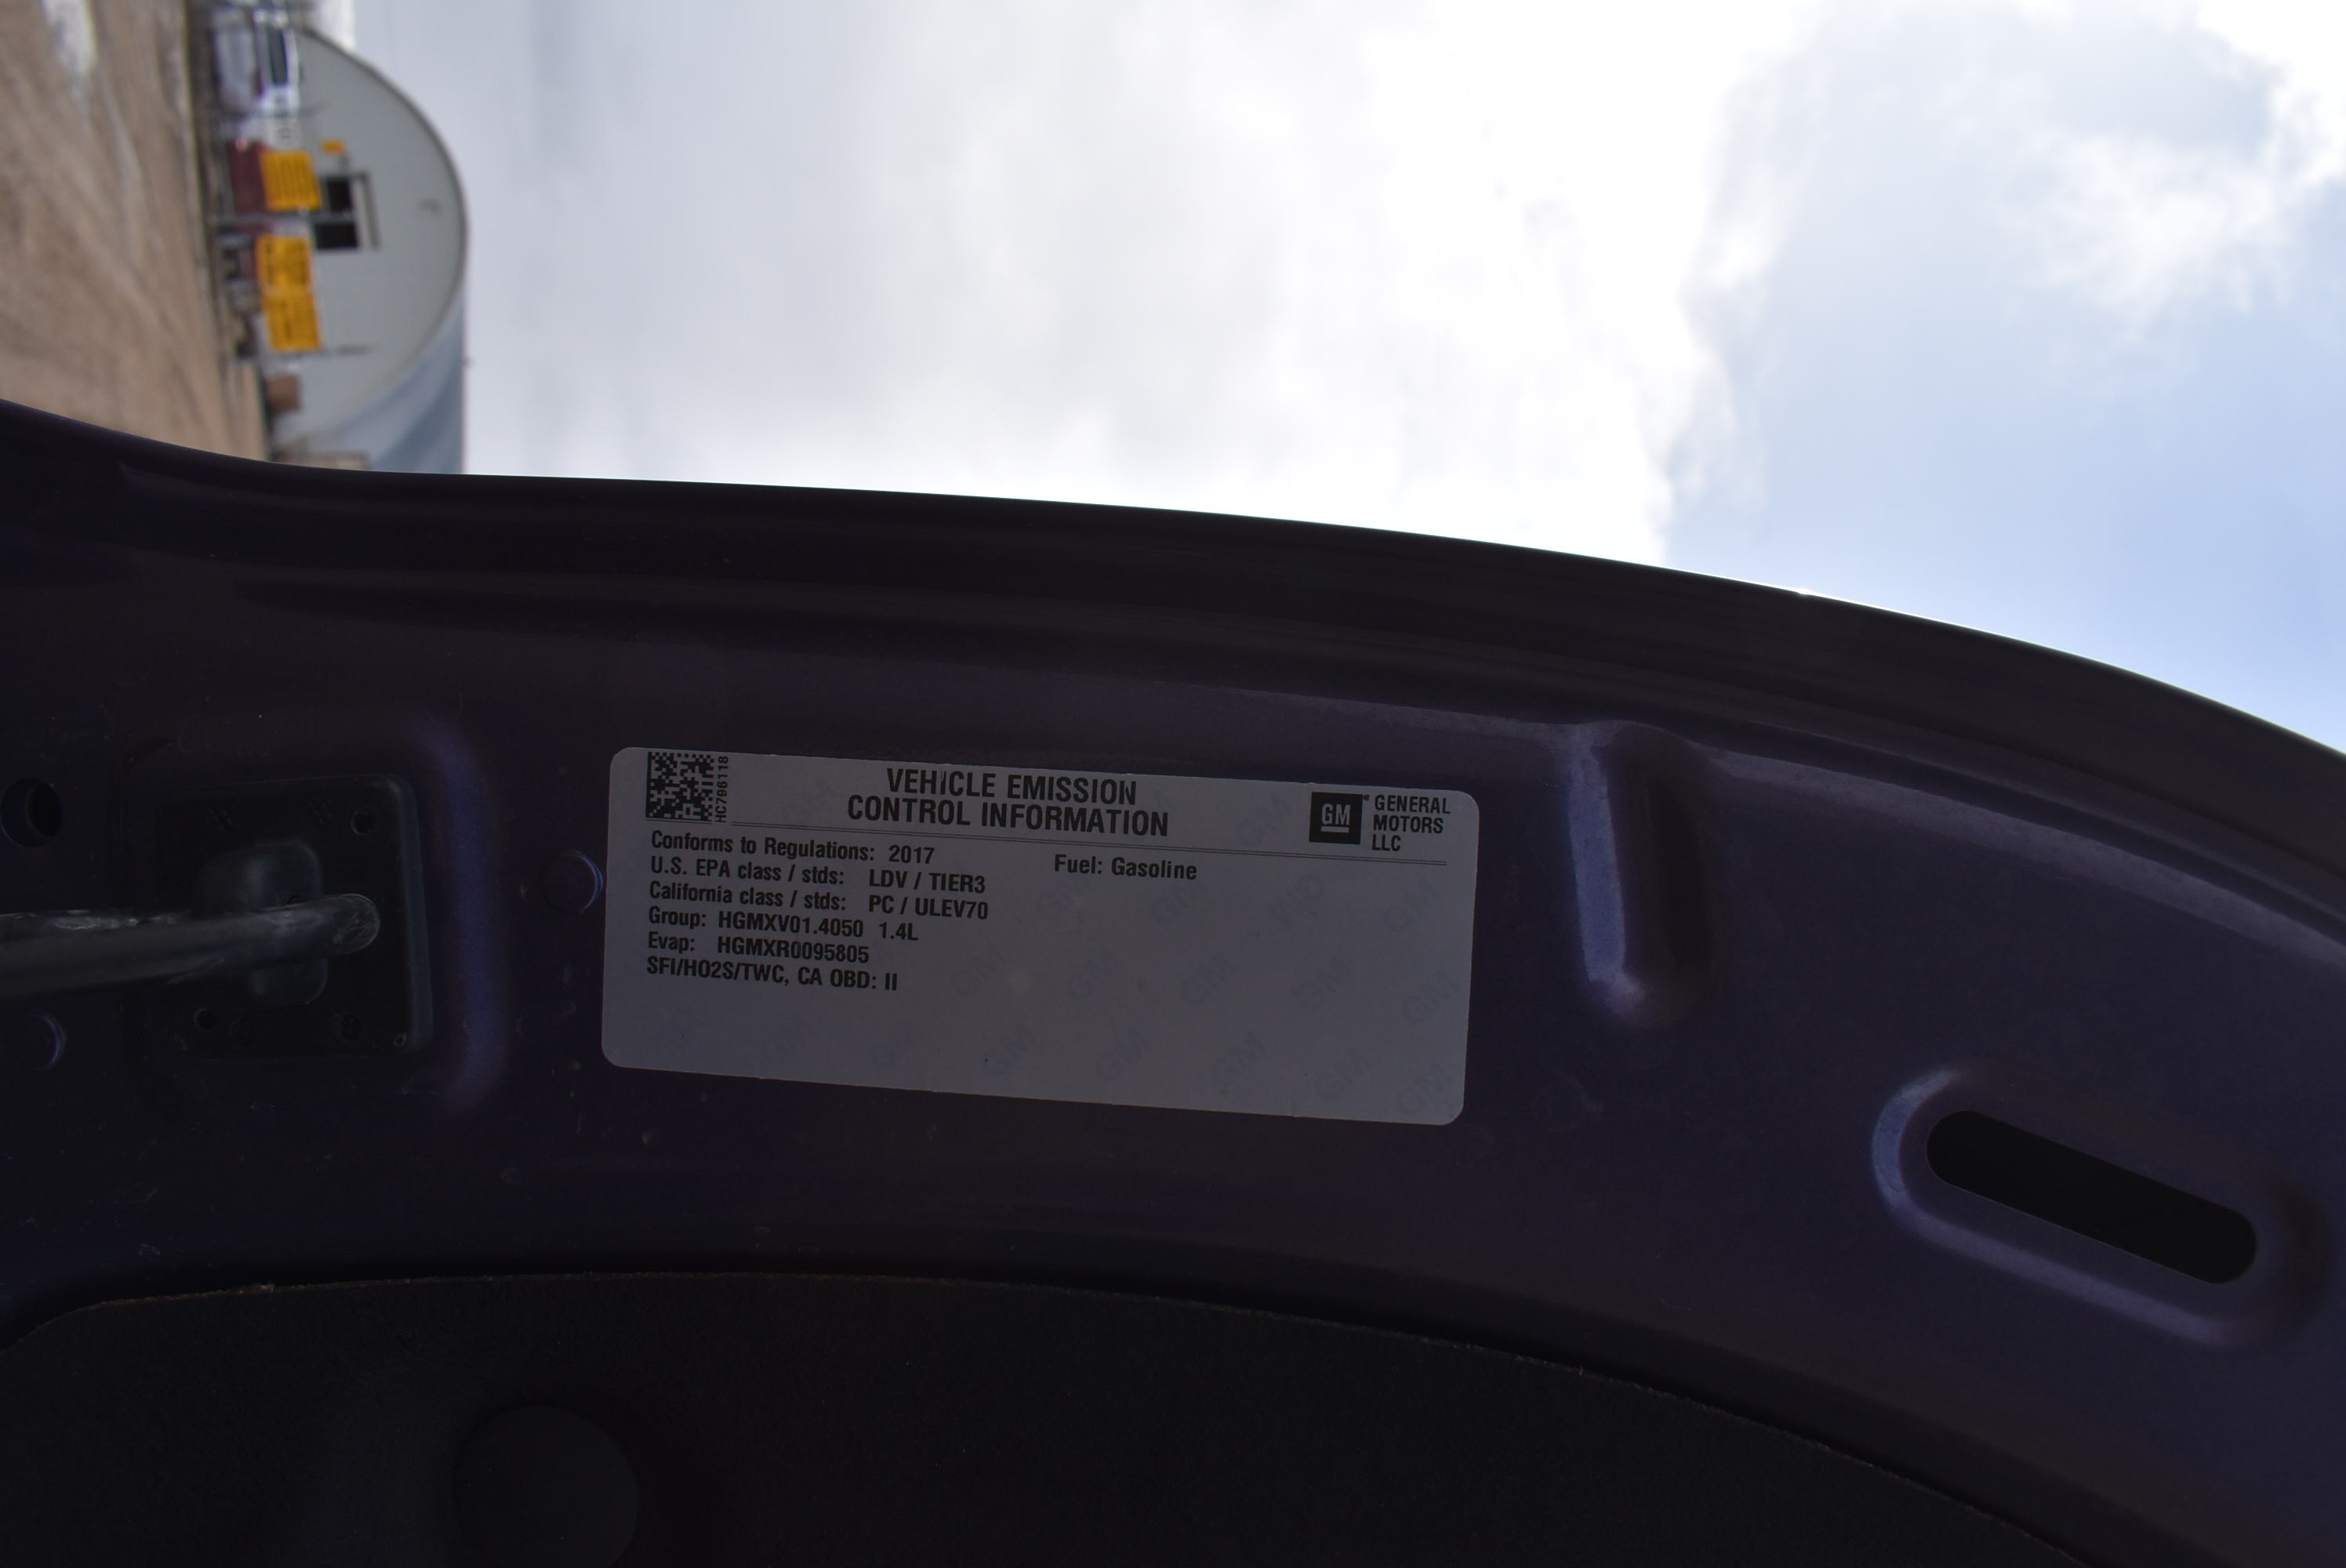 HC796118
VEHICLE EMISSION
CONTROL INFORMATION
GM
GENERAL
MOTORS
LLC
Conforms to Regulations: 2017
Fuel: Gasoline
U.S. EPA class / stds: LDV / TIER3
California class / stds: PC / ULEV70
Group: HGMXV01.4050 1.4L
Evap: HGMXR0095805
SFI/HO2S/TWC, CA OBD: II